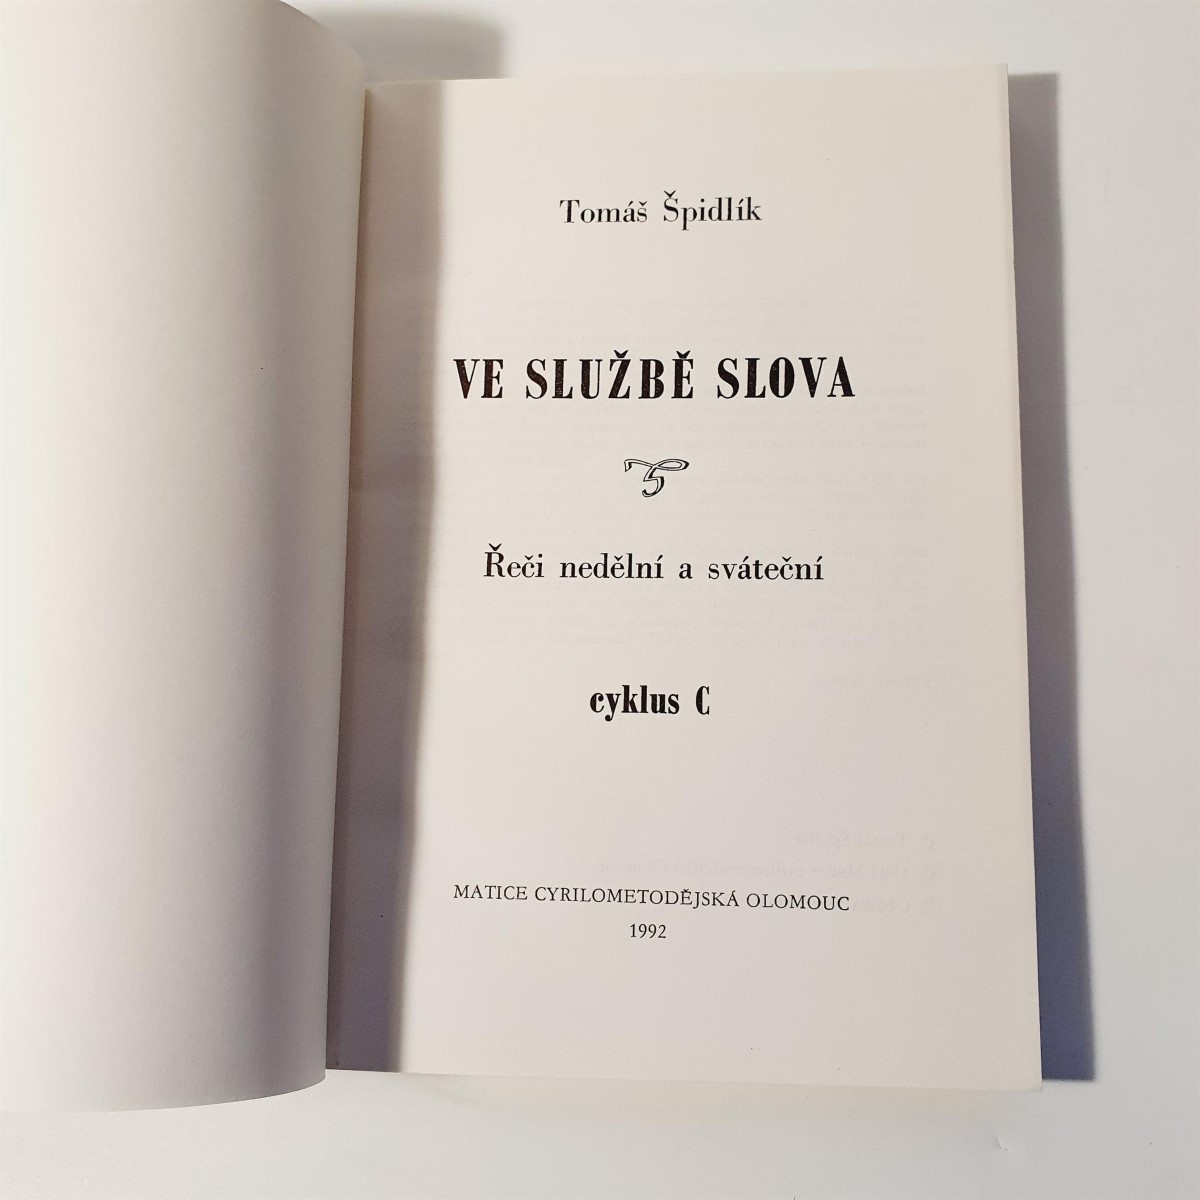 Tomáš Špidlík
VE SLUŽBĚ SLOVA
Řeči nedělní a sváteční
cyklus C
MATICE CYRILOMETODĚJSKÁ OLOMOUC
1992